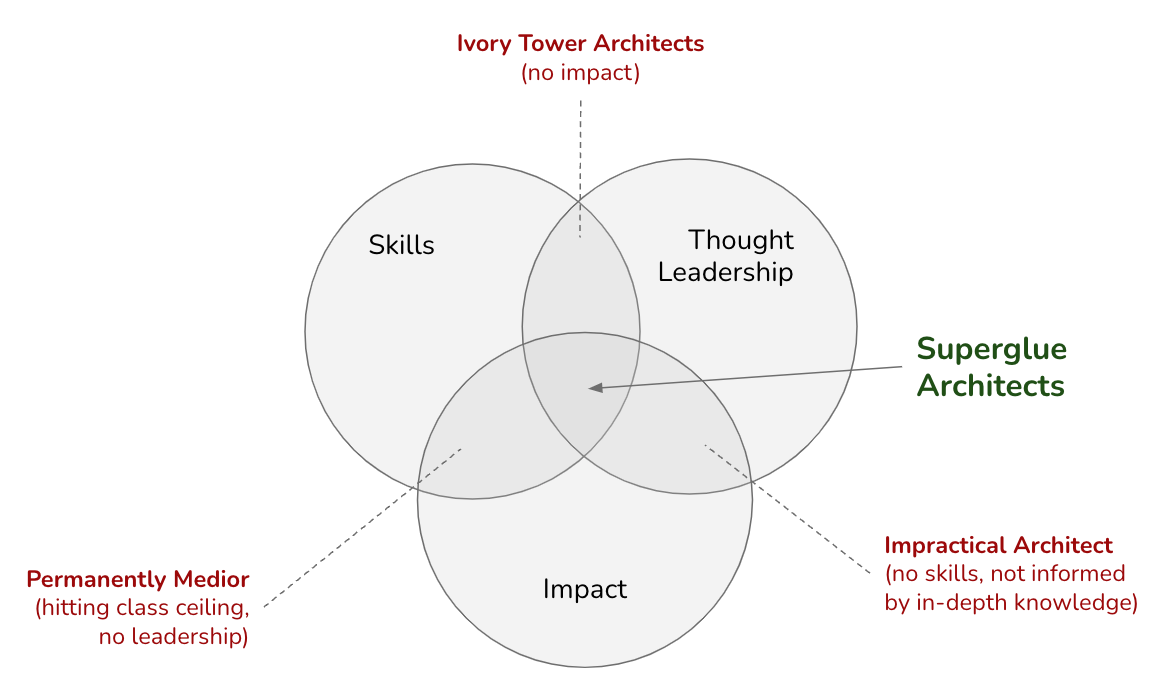 Ivory Tower Architects
(no impact)
Skills
Thought
Leadership
Superglue
Architects
Impractical Architect
(no skills, not informed
by in-depth knowledge)
Permanently Medior
(hitting class ceiling,
no leadership)
Impact